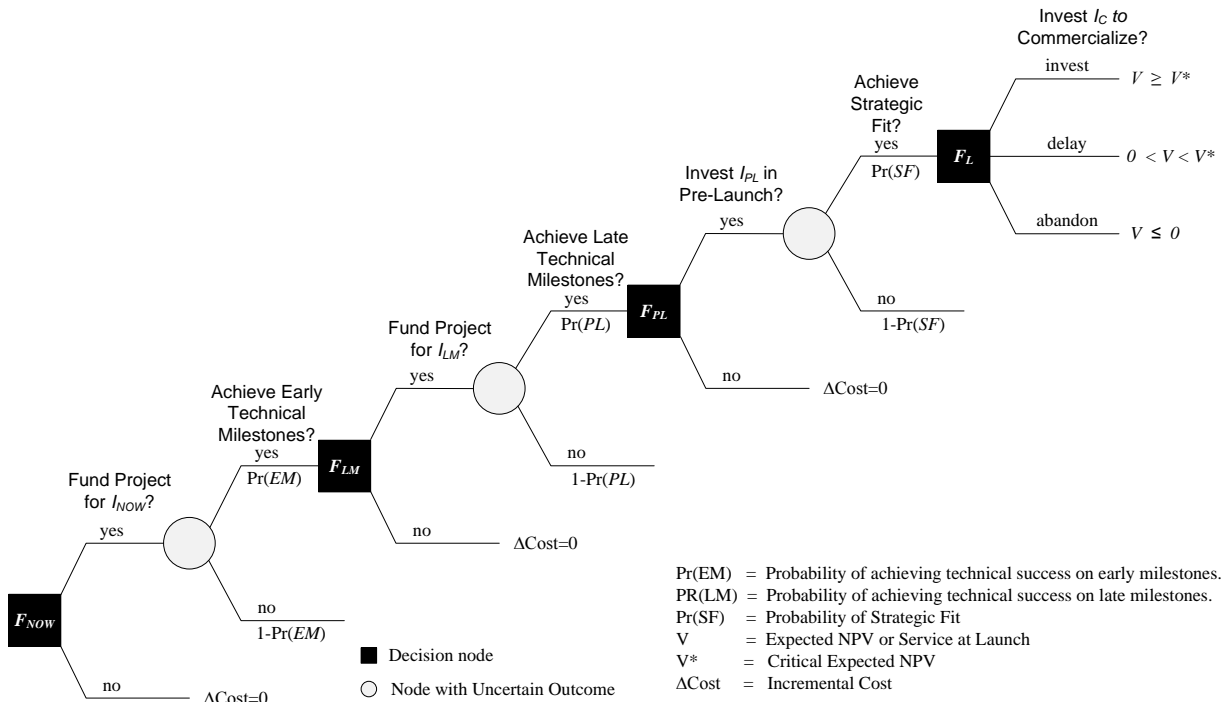 Invest I_C to
Commercialize?
invest
V ≥ V*
Achieve
Strategic
Fit?
yes
Pr(SF)
F_L
delay
0 < V < V*
abandon
V ≤ 0
Invest I_PL in
Pre-Launch?
yes
no
1-Pr(SF)
Achieve Late
Technical
Milestones?
yes
Pr(PL)
F_PL
no
ΔCost=0
Fund Project
for I_LM?
yes
no
1-Pr(PL)
Achieve Early
Technical
Milestones?
yes
Pr(EM)
F_LM
no
ΔCost=0
Fund Project
for I_NOW?
yes
no
1-Pr(EM)
F_NOW
no
ΔCost=0
Decision node
Node with Uncertain Outcome
Pr(EM) = Probability of achieving technical success on early milestones.
PR(LM) = Probability of achieving technical success on late milestones.
Pr(SF) = Probability of Strategic Fit
V = Expected NPV or Service at Launch
V* = Critical Expected NPV
ΔCost = Incremental Cost